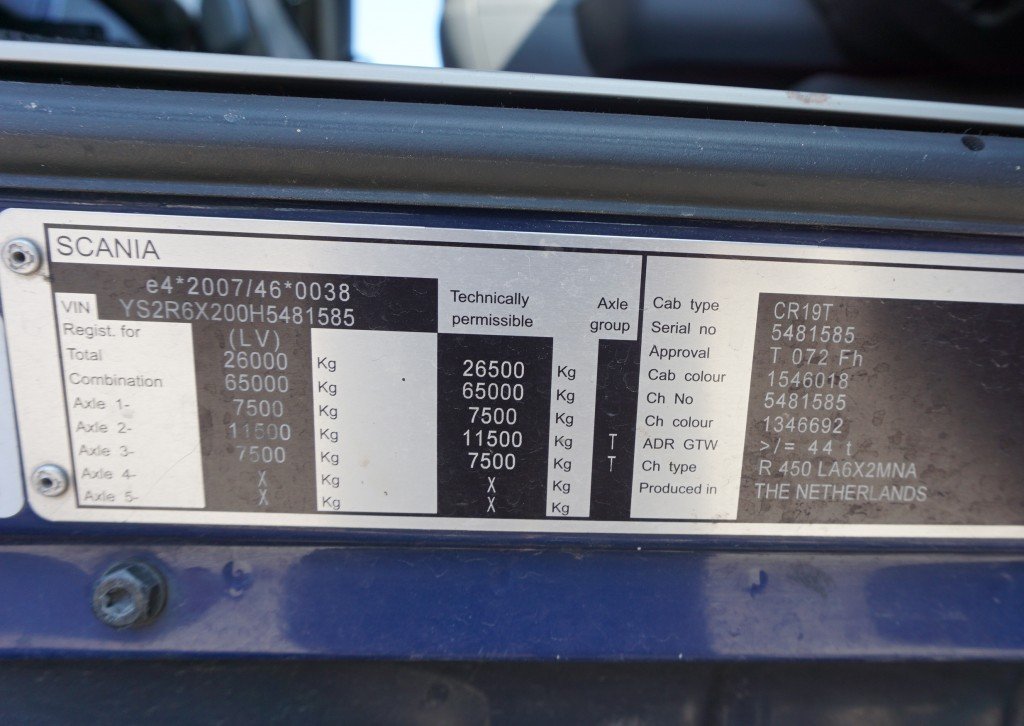 SCANIA
e4*2007/46*0038
VIN YS2R6X200H5481585
Regist. for (LV)
Total 26000 Kg
Combination 65000 Kg
Axle 1- 7500 Kg
Axle 2- 11500 Kg
Axle 3- 7500 Kg
Axle 4- X Kg
Axle 5- X Kg
Technically permissible
Axle group
26500 Kg
65000 Kg
7500 Kg
11500 Kg T
7500 Kg T
X Kg
X Kg
Cab type CR19T
Serial no 5481585
Approval T 072 Fh
Cab colour 1546018
Ch No 5481585
Ch colour 1346692
ADR GTW >/= 44 t
Ch type R 450 LA6X2MNA
Produced in THE NETHERLANDS